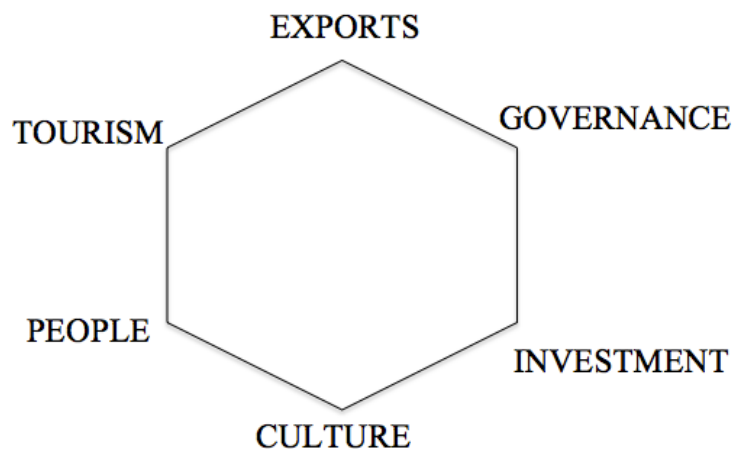 EXPORTS
GOVERNANCE
TOURISM
PEOPLE
INVESTMENT
CULTURE